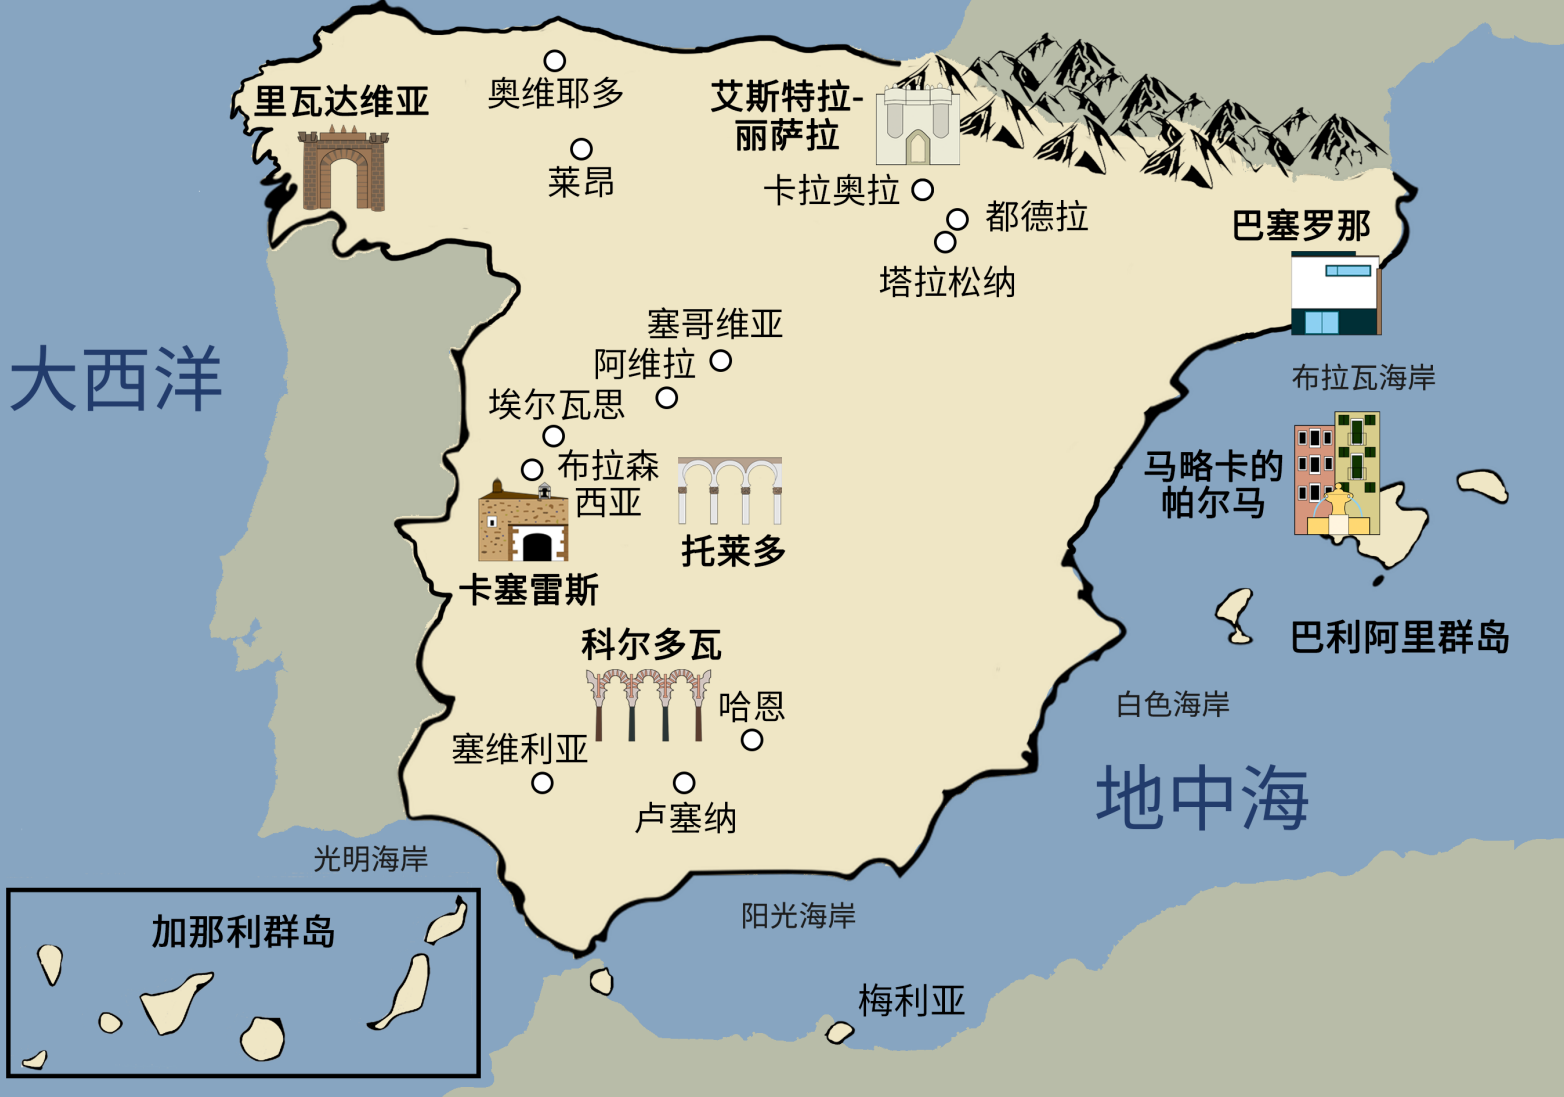 奥维耶多
里瓦达维亚
艾斯特拉-
丽萨拉
莱昂
卡拉奥拉
都德拉
巴塞罗那
塔拉松纳
塞哥维亚
阿维拉
大西洋
布拉瓦海岸
埃尔瓦思
布拉森
西亚
马略卡的
帕尔马
托莱多
卡塞雷斯
科尔多瓦
巴利阿里群岛
哈恩
白色海岸
塞维利亚
地中海
卢塞纳
光明海岸
阳光海岸
加那利群岛
梅利亚